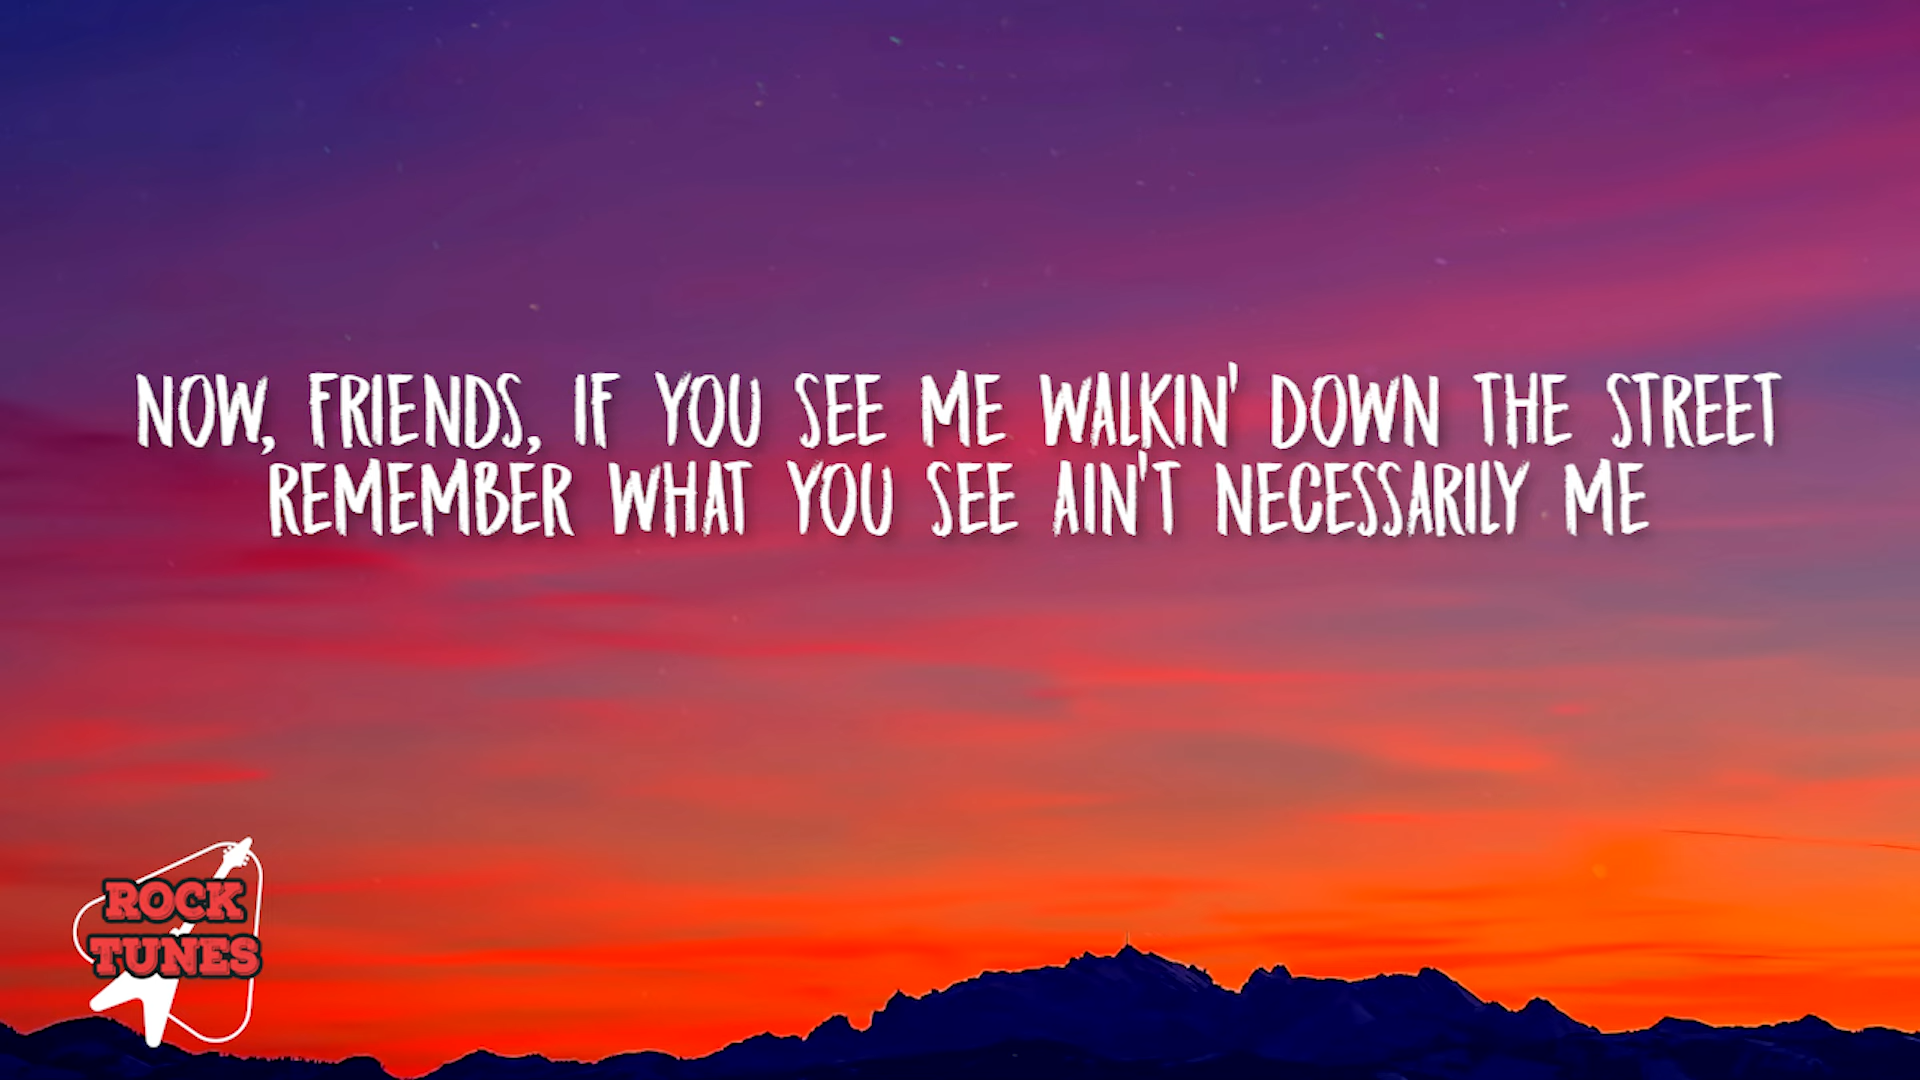 NOW, FRIENDS, IF YOU SEE ME WALKIN' DOWN THE STREET
REMEMBER WHAT YOU SEE AIN'T NECESSARILY ME
ROCK
TUNES